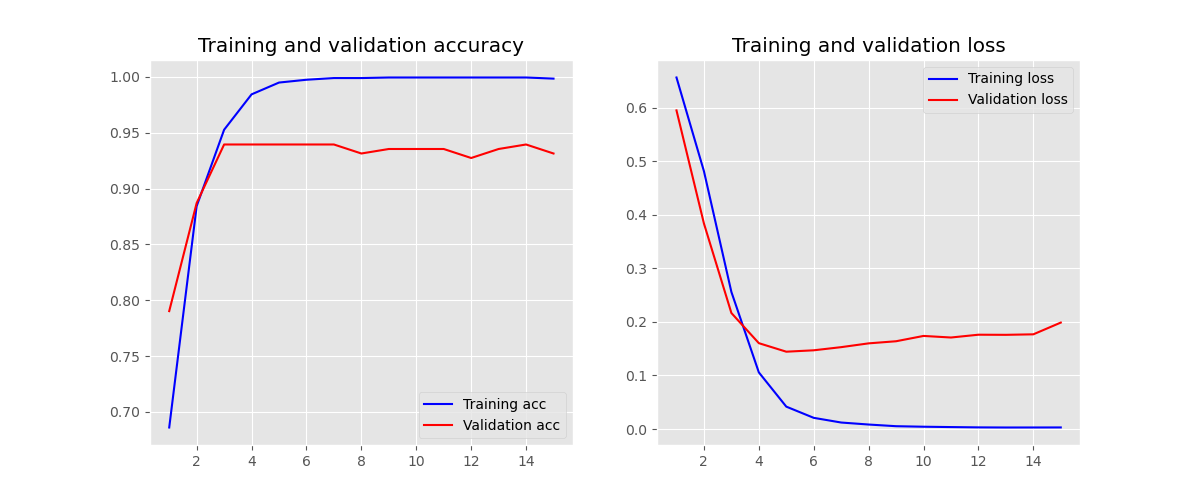 Training and validation accuracy
1.00
0.95
0.90
0.85
0.80
0.75
0.70
2 4 6 8 10 12 14
Training acc
Validation acc
Training and validation loss
0.6
0.5
0.4
0.3
0.2
0.1
0.0
2 4 6 8 10 12 14
Training loss
Validation loss